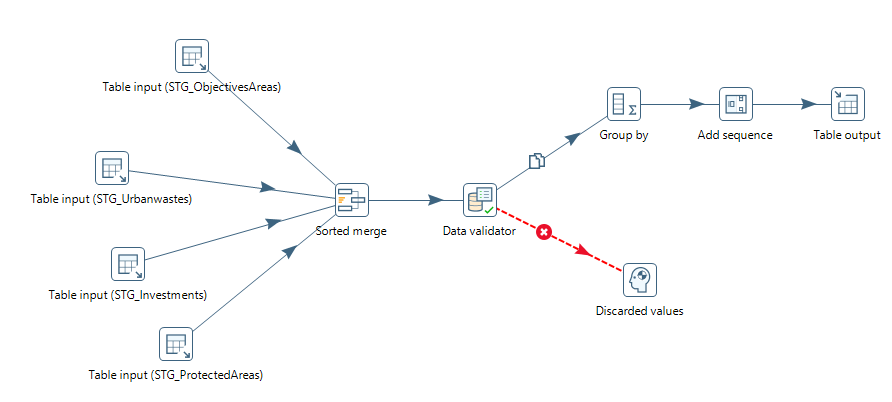 Table input (STG_ObjectivesAreas)
Table input (STG_Urbanwastes)
Table input (STG_Investments)
Table input (STG_ProtectedAreas)
Sorted merge
Data validator
Group by
Add sequence
Table output
Discarded values